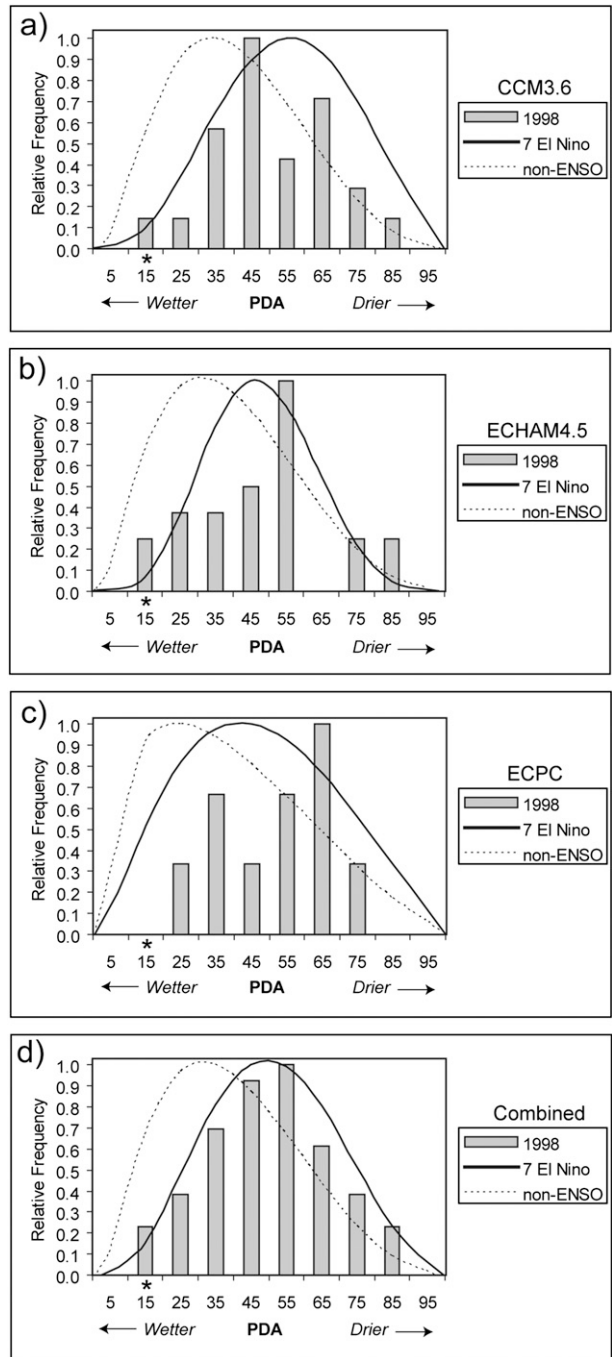 a)
Relative Frequency
1.0
0.9
0.8
0.7
0.6
0.5
0.4
0.3
0.2
0.1
0.0
5 15 25 35 45 55 65 75 85 95
*
← Wetter PDA Drier →
CCM3.6
1998
7 El Nino
non-ENSO
b)
Relative Frequency
1.0
0.9
0.8
0.7
0.6
0.5
0.4
0.3
0.2
0.1
0.0
5 15 25 35 45 55 65 75 85 95
*
← Wetter PDA Drier →
ECHAM4.5
1998
7 El Nino
non-ENSO
c)
Relative Frequency
1.0
0.9
0.8
0.7
0.6
0.5
0.4
0.3
0.2
0.1
0.0
*
5 15 25 35 45 55 65 75 85 95
← Wetter PDA Drier →
ECPC
1998
7 El Nino
non-ENSO
d)
Relative Frequency
1.0
0.9
0.8
0.7
0.6
0.5
0.4
0.3
0.2
0.1
0.0
5 15 25 35 45 55 65 75 85 95
*
← Wetter PDA Drier →
Combined
1998
7 El Nino
non-ENSO